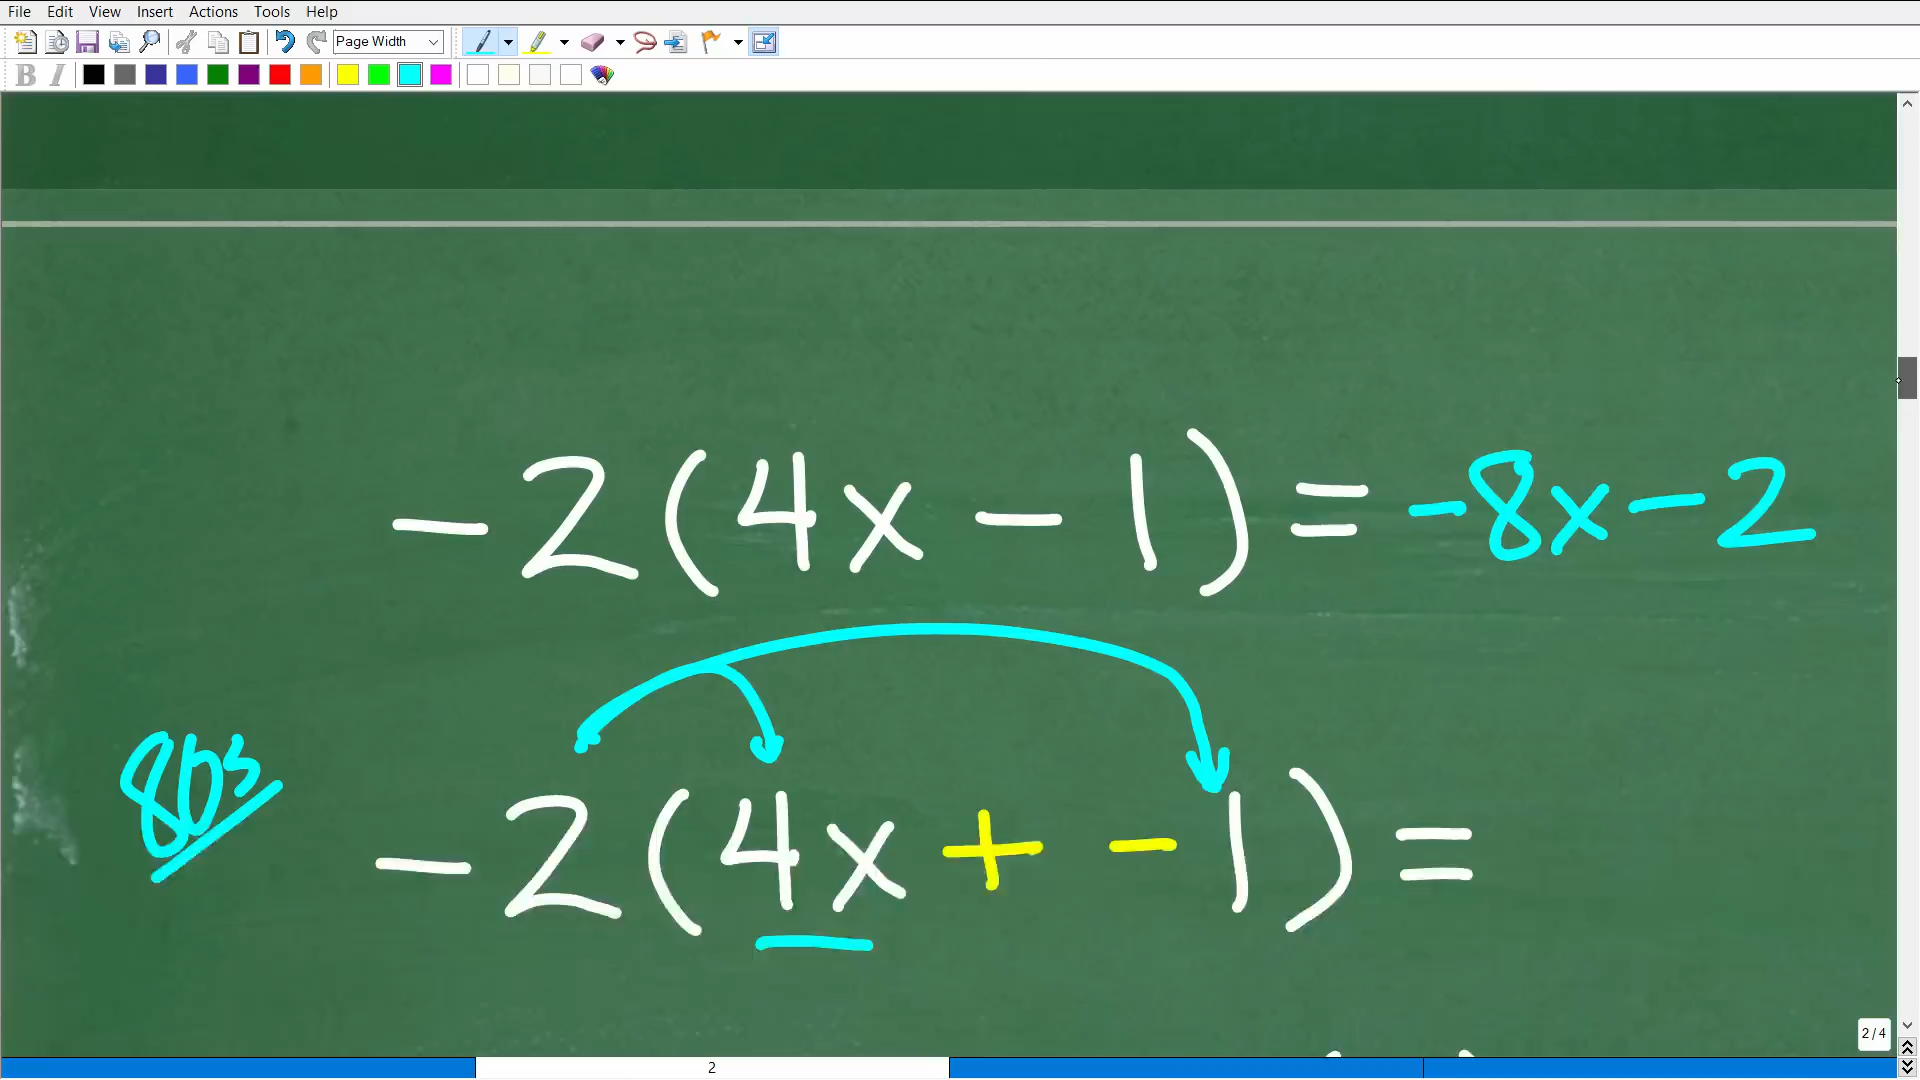 File Edit View Insert Actions Tools Help
Page Width
B I
-2(4x - 1) = -8x - 2
80s
-2(4x + -1) =
2 / 4
2